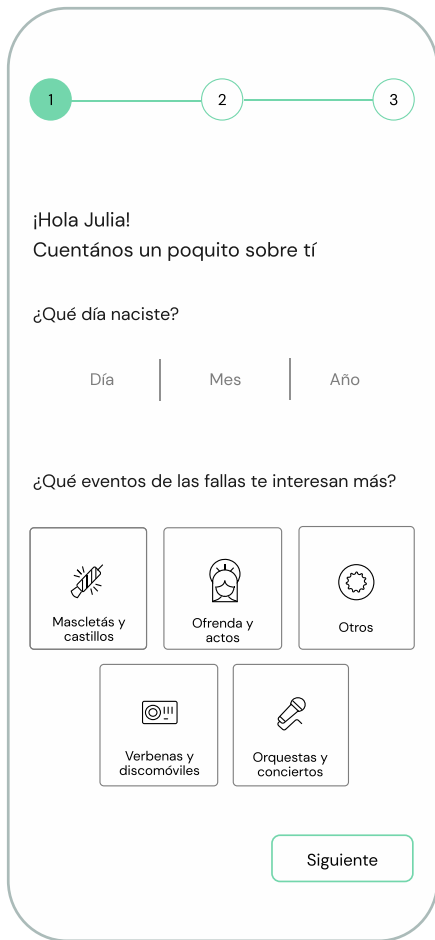 1 2 3
¡Hola Julia!
Cuentános un poquito sobre tí
¿Qué día naciste?
Día Mes Año
¿Qué eventos de las fallas te interesan más?
Mascletás y
castillos
Ofrenda y
actos
Otros
Verbenas y
discomóviles
Orquestas y
conciertos
Siguiente